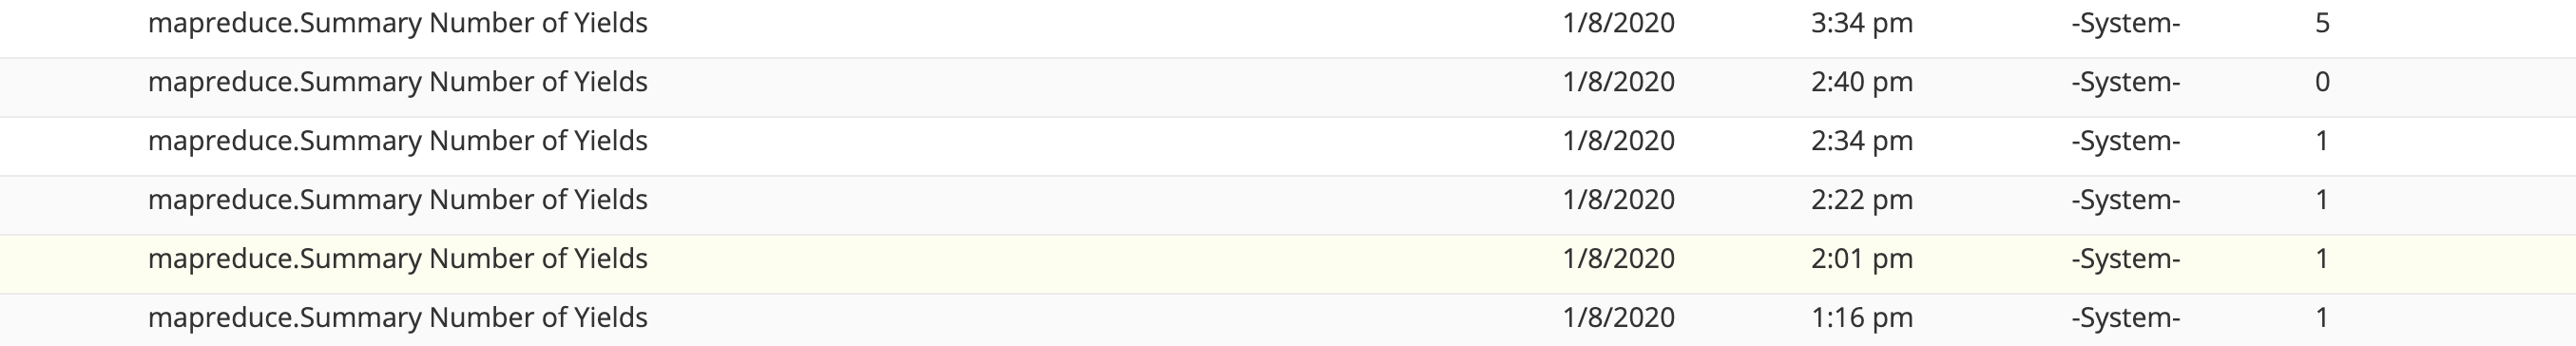 mapreduce.Summary Number of Yields 1/8/2020 3:34 pm -System- 5
mapreduce.Summary Number of Yields 1/8/2020 2:40 pm -System- 0
mapreduce.Summary Number of Yields 1/8/2020 2:34 pm -System- 1
mapreduce.Summary Number of Yields 1/8/2020 2:22 pm -System- 1
mapreduce.Summary Number of Yields 1/8/2020 2:01 pm -System- 1
mapreduce.Summary Number of Yields 1/8/2020 1:16 pm -System- 1